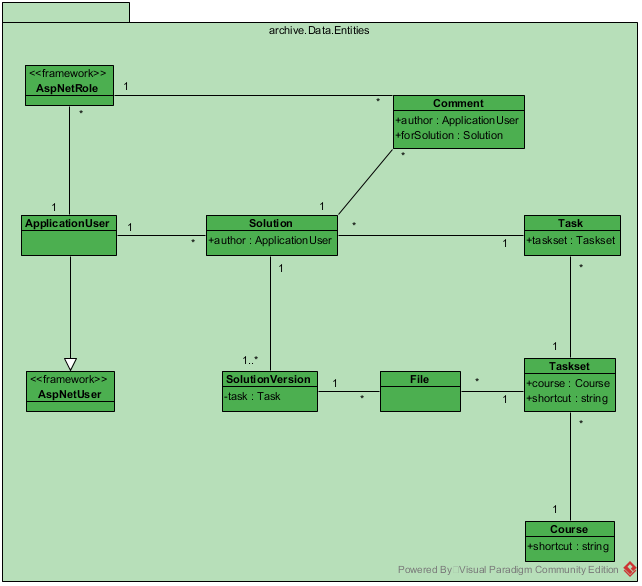 archive.Data.Entities
<<framework>>
AspNetRole
1
*
*
1
Comment
+author : ApplicationUser
+forSolution : Solution
*
1
ApplicationUser
1
*
Solution
+author : ApplicationUser
*
1
Task
+taskset : Taskset
1
1..*
*
1
<<framework>>
AspNetUser
SolutionVersion
-task : Task
1
*
File
*
1
Taskset
+course : Course
+shortcut : string
*
1
Course
+shortcut : string
Powered By Visual Paradigm Community Edition